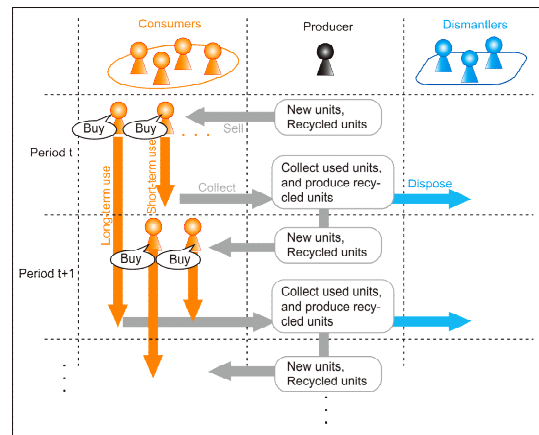 Consumers
Producer
Dismantlers
New units,
Recycled units
Buy
Buy
Sell
Period t
Long-term use
Short-term use
Collect used units,
and produce recy-
cled units
Collect
Dispose
New units,
Recycled units
Buy
Buy
Period t+1
Collect used units,
and produce recy-
cled units
New units,
Recycled units